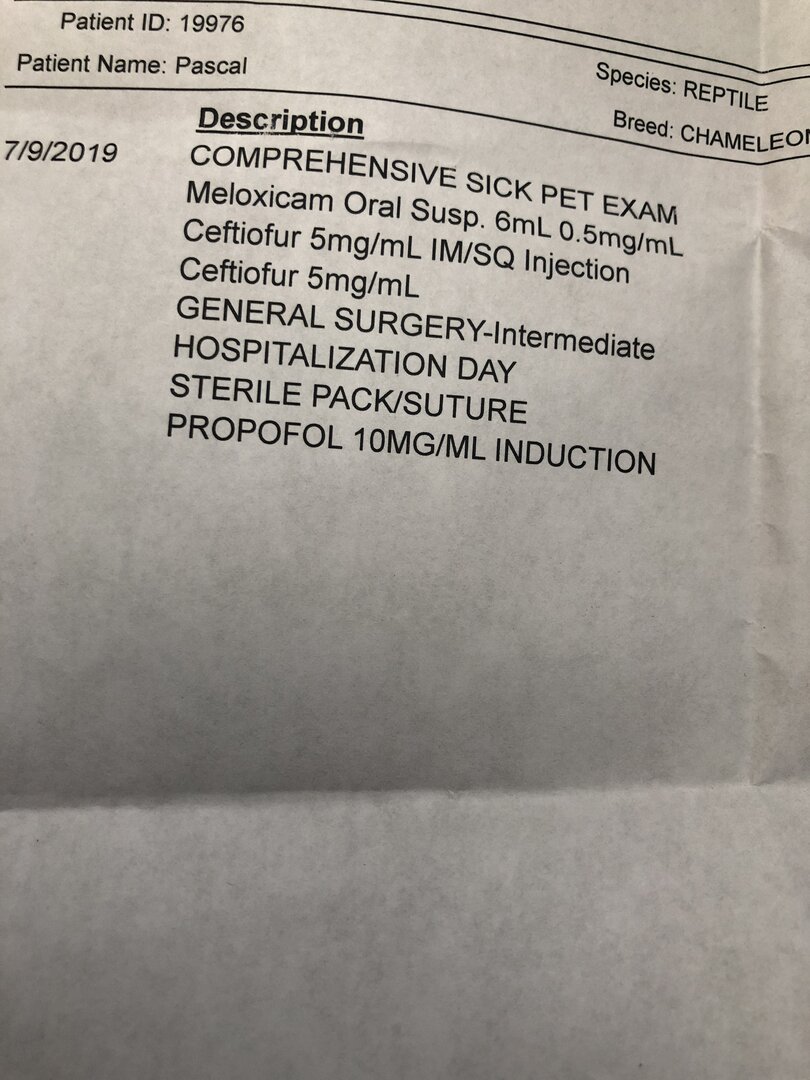 Patient ID: 19976
Patient Name: Pascal
Species: REPTILE
Breed: CHAMELEON
Description
7/9/2019 COMPREHENSIVE SICK PET EXAM
Meloxicam Oral Susp. 6mL 0.5mg/mL
Ceftiofur 5mg/mL IM/SQ Injection
Ceftiofur 5mg/mL
GENERAL SURGERY-Intermediate
HOSPITALIZATION DAY
STERILE PACK/SUTURE
PROPOFOL 10MG/ML INDUCTION